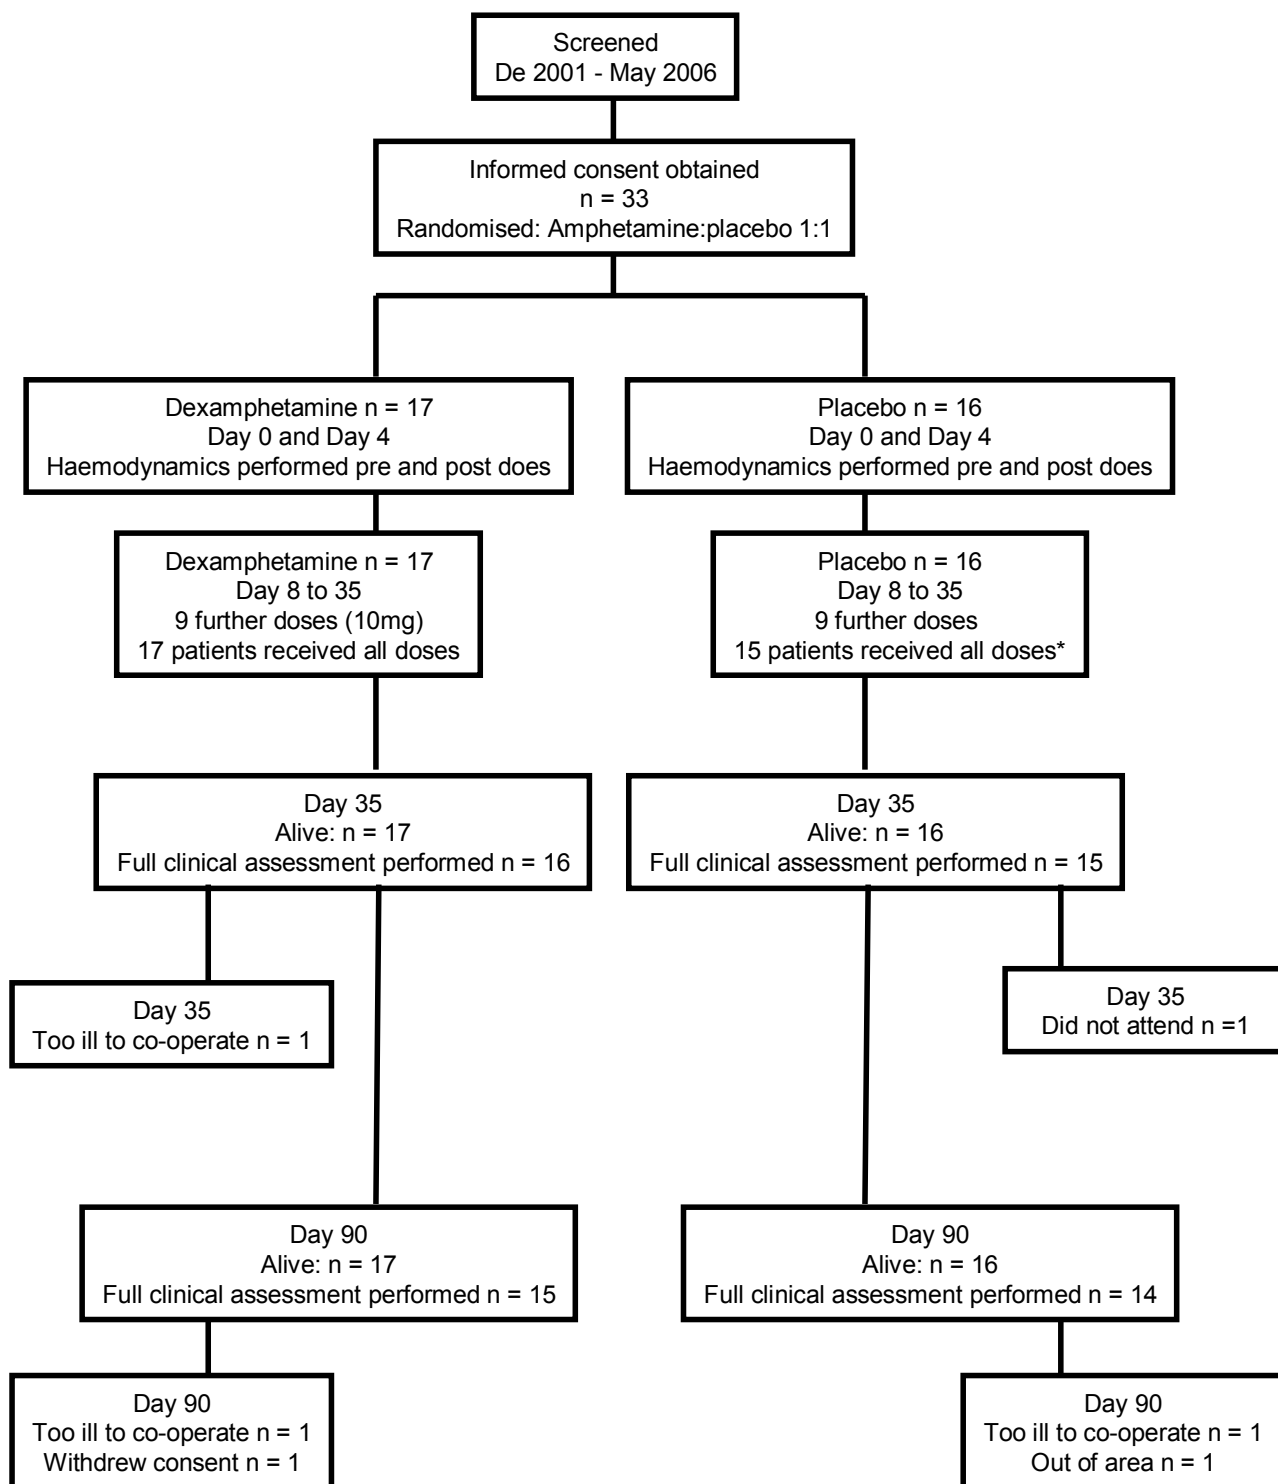 Screened
De 2001 - May 2006
Informed consent obtained
n = 33
Randomised: Amphetamine:placebo 1:1
Dexamphetamine n = 17
Day 0 and Day 4
Haemodynamics performed pre and post does
Placebo n = 16
Day 0 and Day 4
Haemodynamics performed pre and post does
Dexamphetamine n = 17
Day 8 to 35
9 further doses (10mg)
17 patients received all doses
Placebo n = 16
Day 8 to 35
9 further doses
15 patients received all doses*
Day 35
Alive: n = 17
Full clinical assessment performed n = 16
Day 35
Alive: n = 16
Full clinical assessment performed n = 15
Day 35
Too ill to co-operate n = 1
Day 35
Did not attend n =1
Day 90
Alive: n = 17
Full clinical assessment performed n = 15
Day 90
Alive: n = 16
Full clinical assessment performed n = 14
Day 90
Too ill to co-operate n = 1
Withdrew consent n = 1
Day 90
Too ill to co-operate n = 1
Out of area n = 1